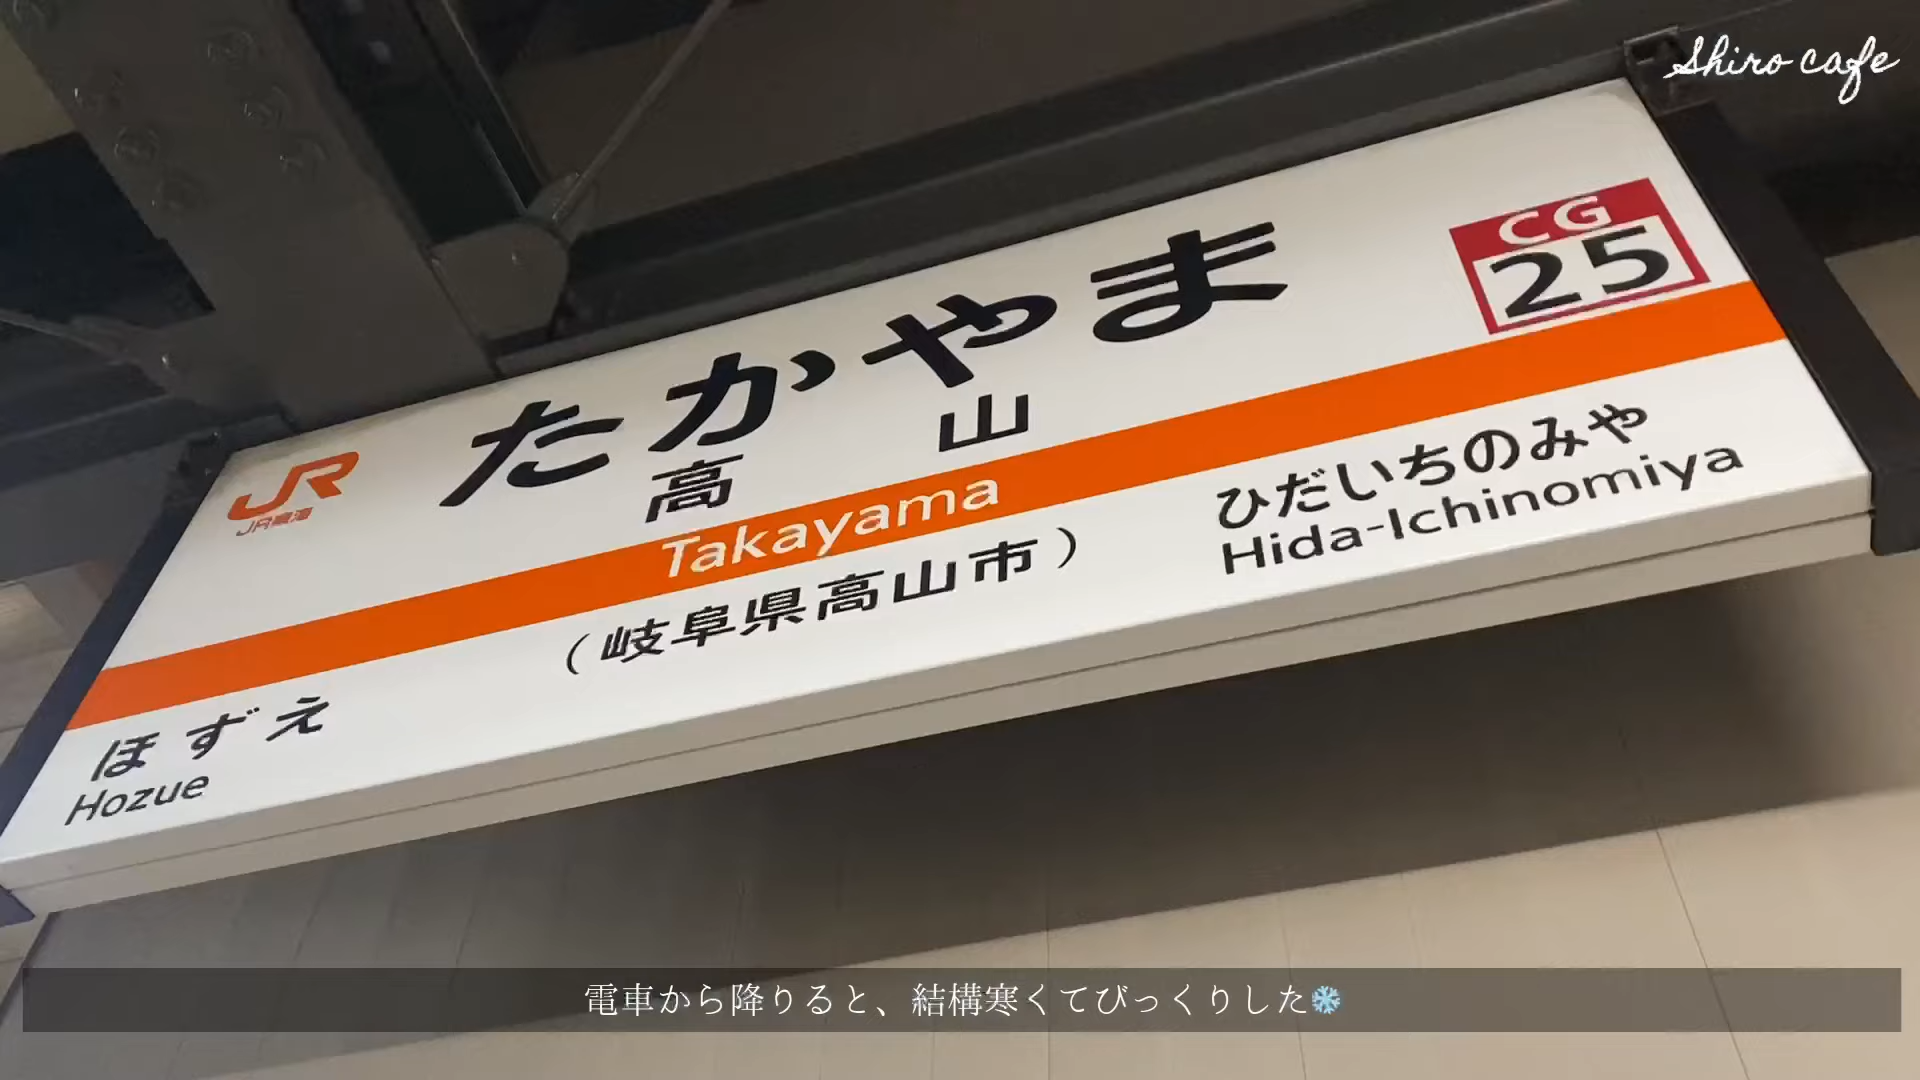 Shiro cafe
CG
25
たかやま
高山
JR
JR東海
Takayama
(岐阜県高山市)
ひだいちのみや
Hida-Ichinomiya
ほずえ
Hozue
電車から降りると、結構寒くてびっくりした❄